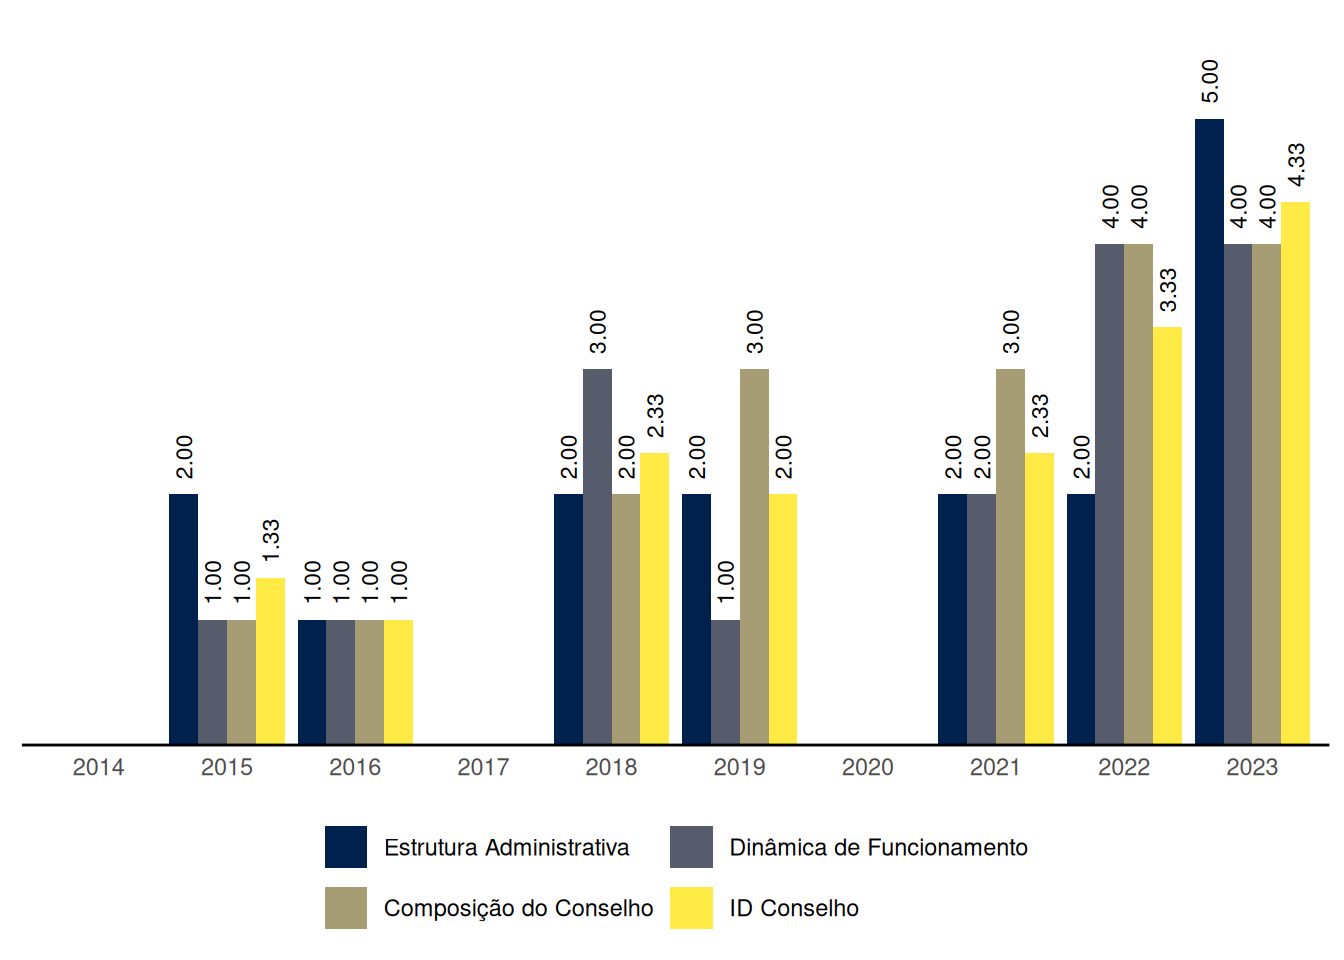 5.00
4.33
4.00 4.00 4.00 4.00
3.33
3.00 3.00 3.00
2.33 2.33
2.00 2.00 2.00 2.00 2.00 2.00 2.00 2.00
1.33
1.00 1.00 1.00 1.00 1.00 1.00 1.00
2014 2015 2016 2017 2018 2019 2020 2021 2022 2023
Estrutura Administrativa Dinâmica de Funcionamento
Composição do Conselho ID Conselho